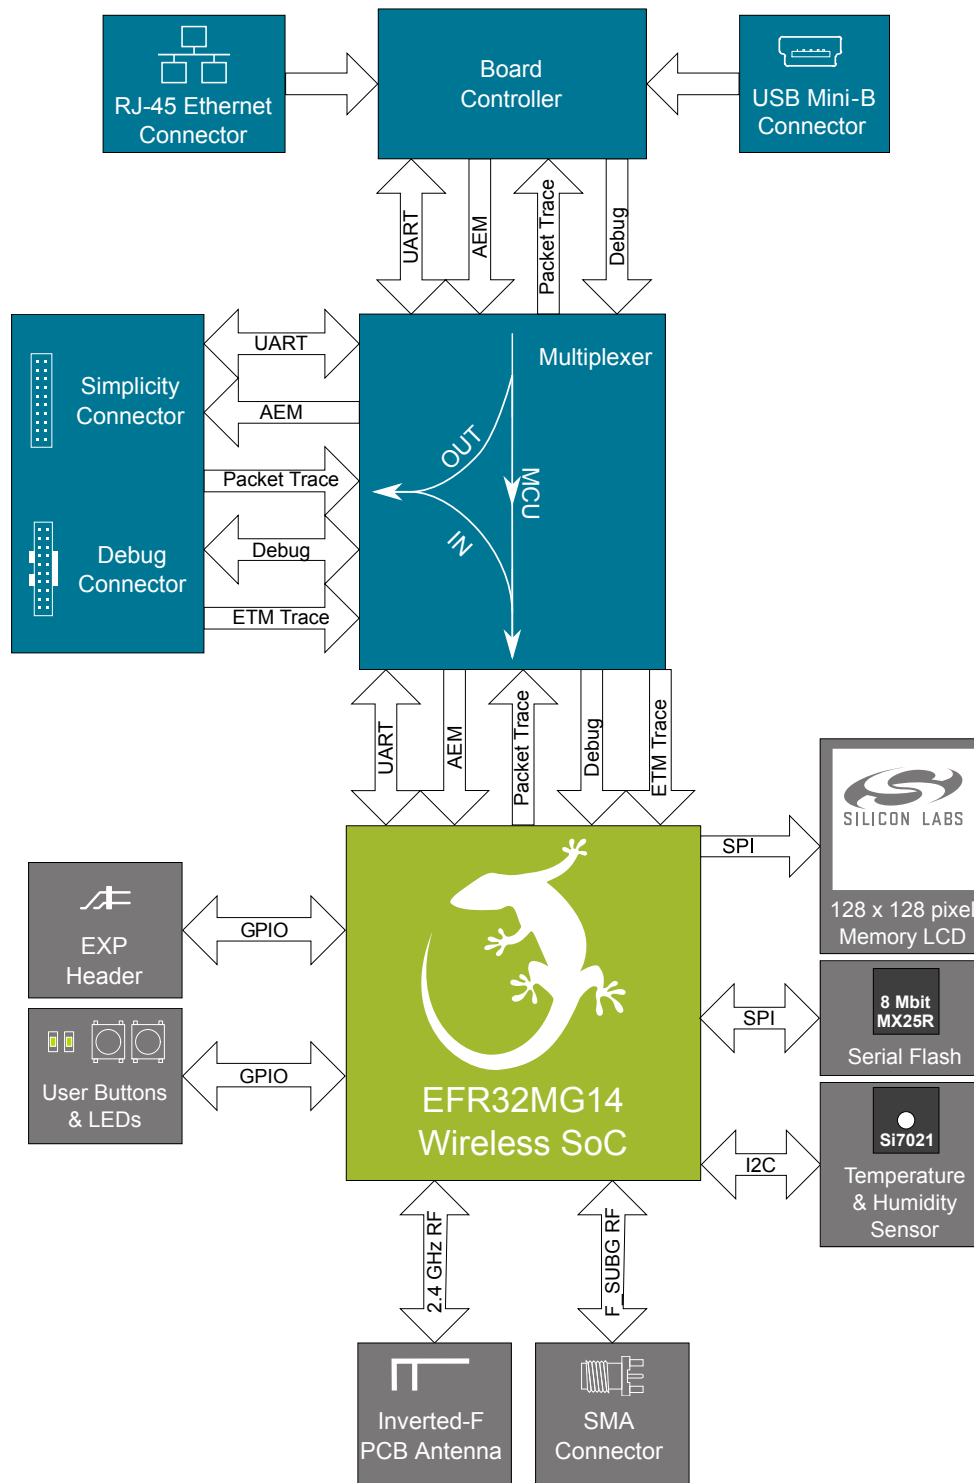 RJ-45 Ethernet
Connector
Board
Controller
USB Mini-B
Connector
UART
AEM
Packet Trace
Debug
Simplicity
Connector
Debug
Connector
UART
AEM
Packet Trace
Debug
ETM Trace
Multiplexer
OUT
MCU
IN
UART
AEM
Packet Trace
Debug
ETM Trace
EXP
Header
GPIO
User Buttons
& LEDs
GPIO
EFR32MG14
Wireless SoC
SPI
SILICON LABS
128 x 128 pixel
Memory LCD
SPI
8 Mbit
MX25R
Serial Flash
I2C
Si7021
Temperature
& Humidity
Sensor
2.4 GHz RF
F_SUBG RF
Inverted-F
PCB Antenna
SMA
Connector